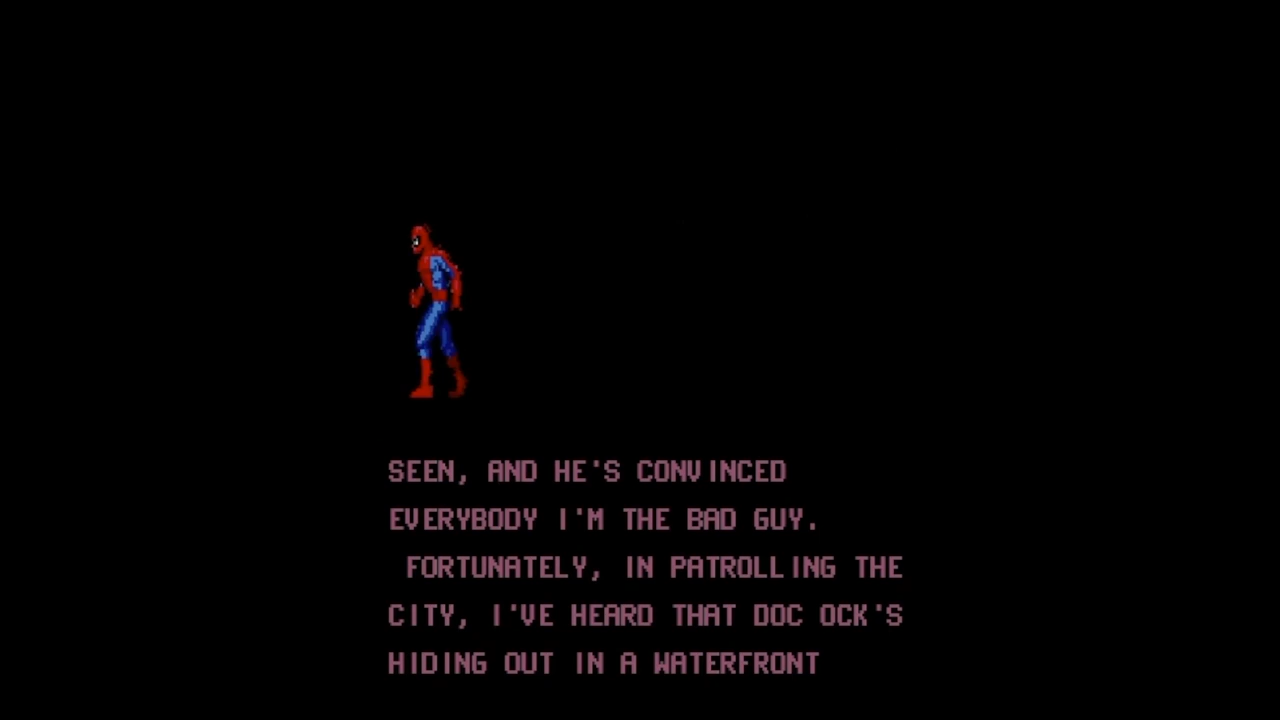 SEEN, AND HE'S CONVINCED
EVERYBODY I'M THE BAD GUY.
FORTUNATELY, IN PATROLLING THE
CITY, I'VE HEARD THAT DOC OCK'S
HIDING OUT IN A WATERFRONT